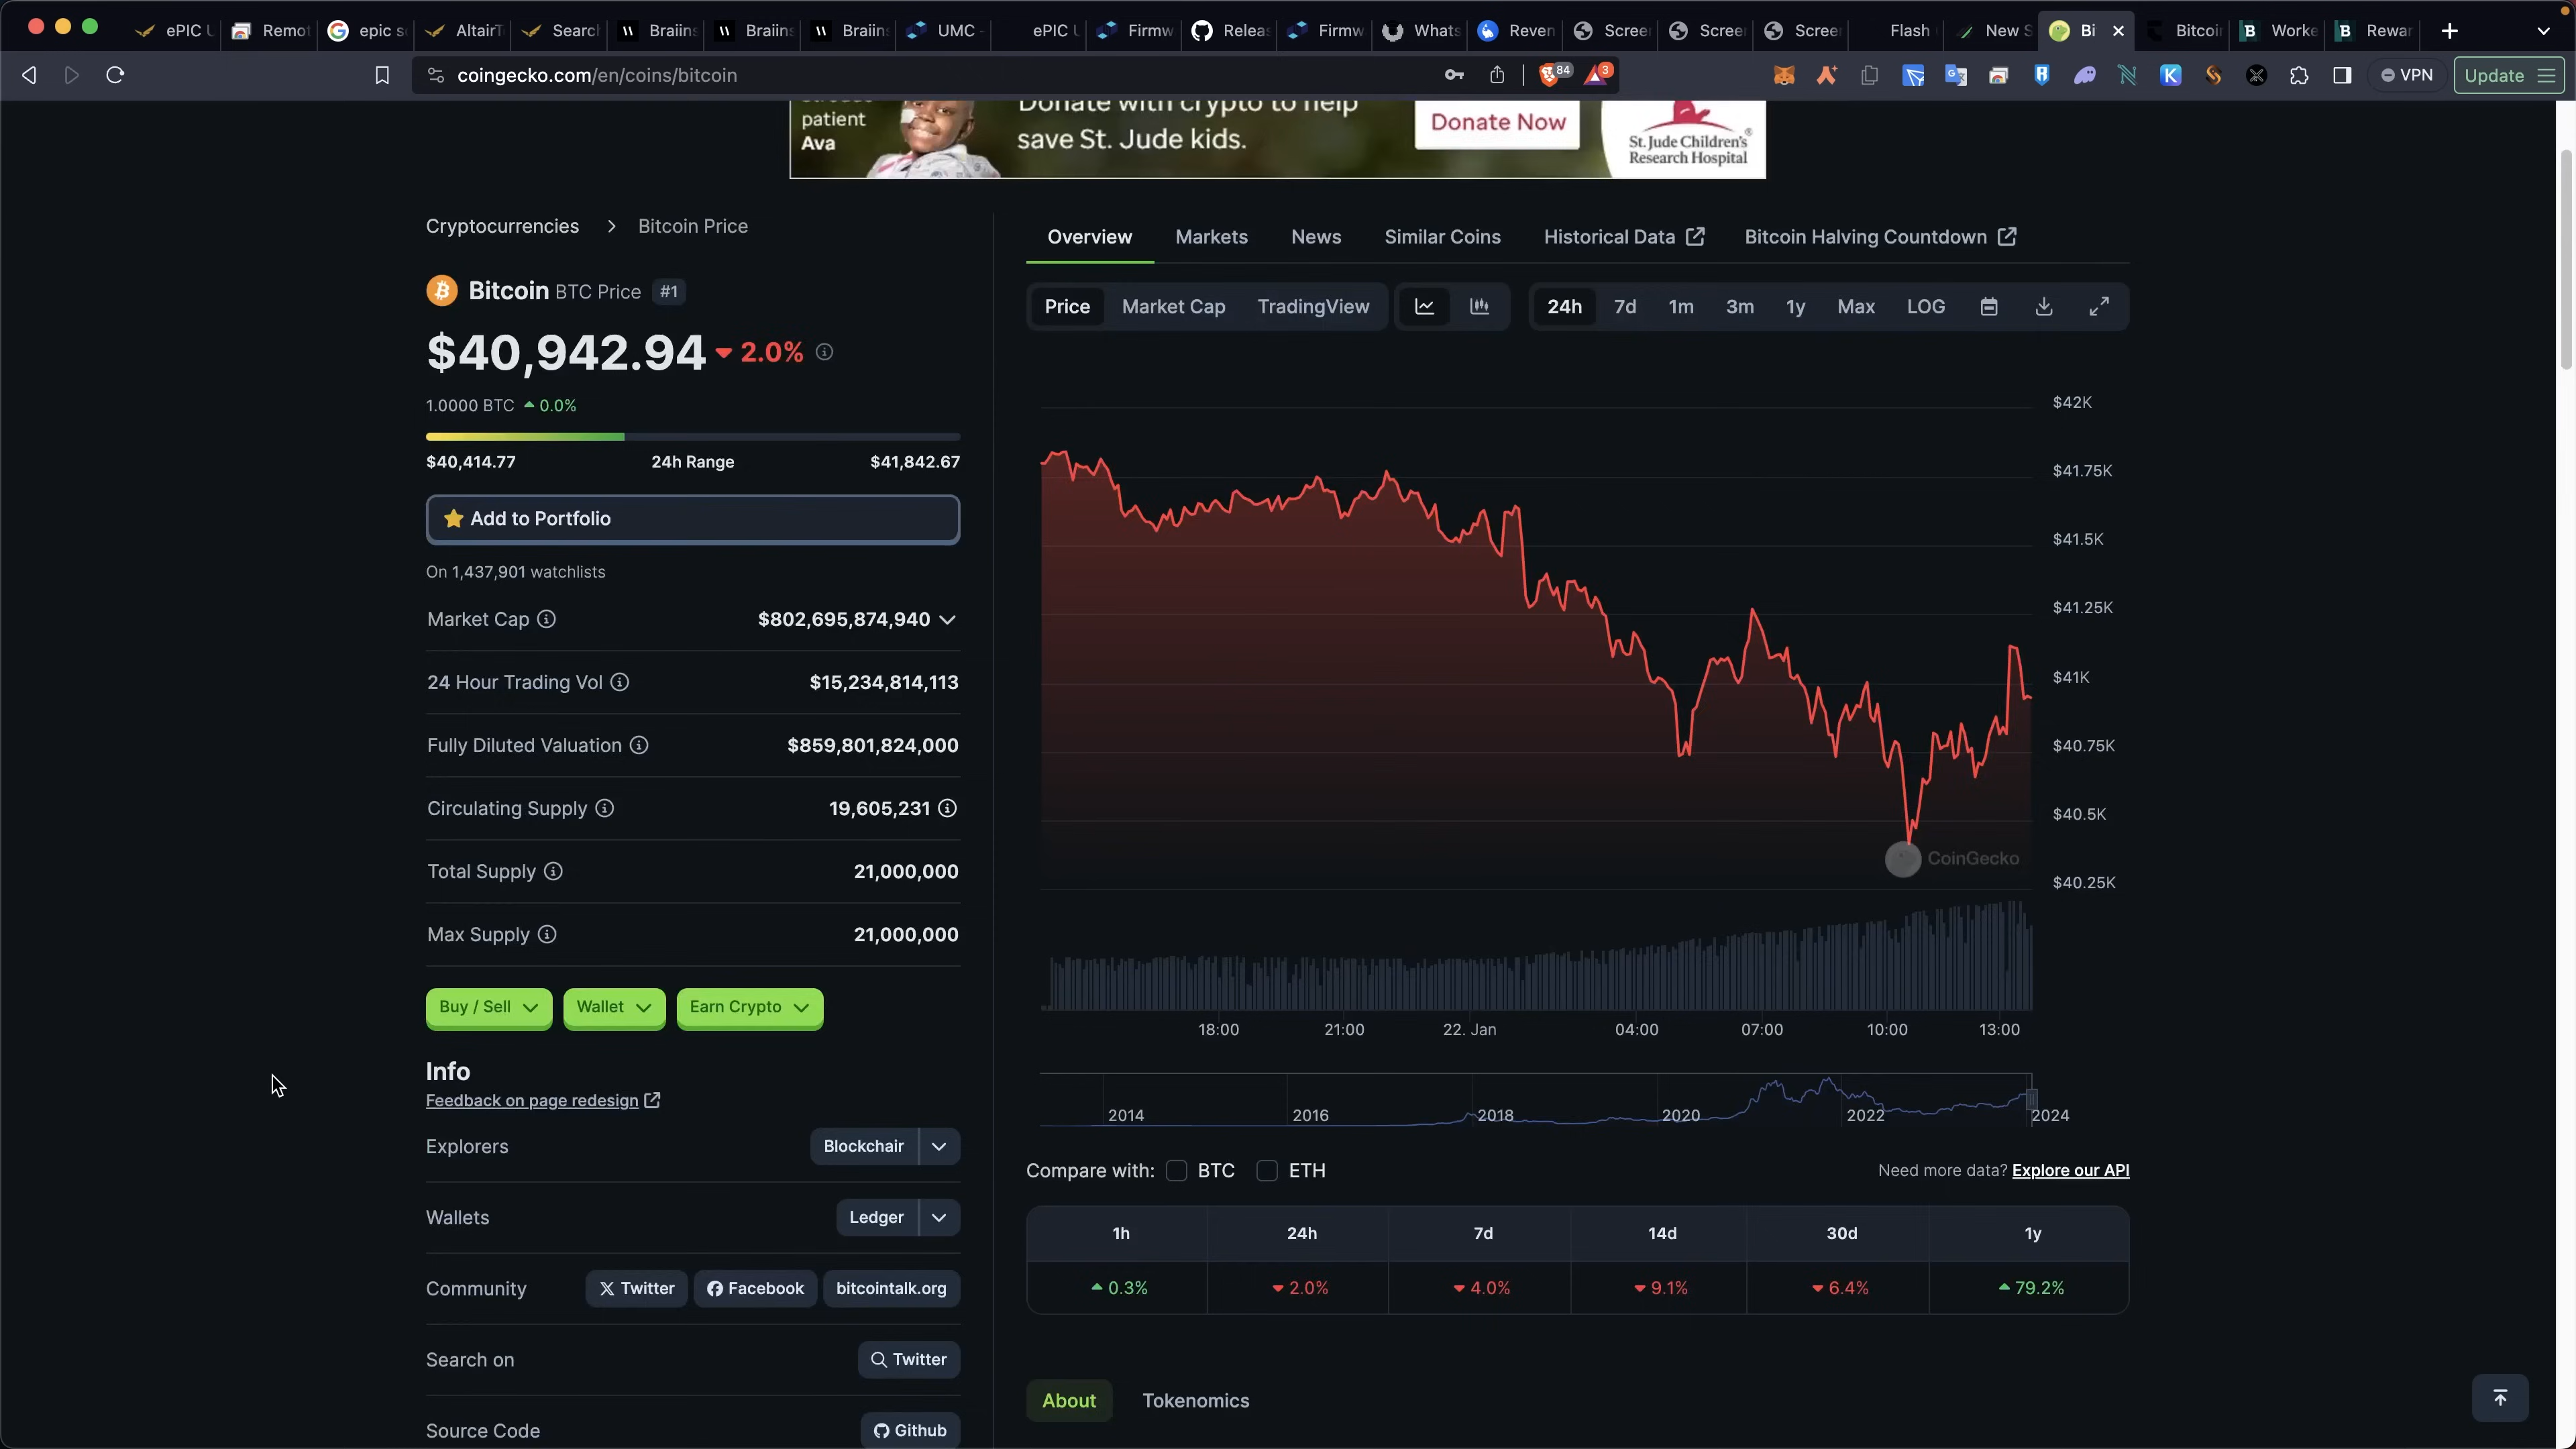 ePIC U
Remot
epic s
AltairT
Searc
Braiins
Braiins
Braiins
UMC -
ePIC U
Firmw
Releas
Firmw
Whats
Reven
Scree
Scree
Scree
Flash
New S
Bi
Bitcoi
Worke
Rewar
coingecko.com/en/coins/bitcoin
84
3
VPN
Update
patient
Ava
Donate with crypto to help
save St. Jude kids.
Donate Now
St. Jude Children's
Research Hospital
Cryptocurrencies > Bitcoin Price
Bitcoin BTC Price #1
$40,942.94 2.0%
1.0000 BTC 0.0%
$40,414.77 24h Range $41,842.67
Add to Portfolio
On 1,437,901 watchlists
Market Cap $802,695,874,940
24 Hour Trading Vol $15,234,814,113
Fully Diluted Valuation $859,801,824,000
Circulating Supply 19,605,231
Total Supply 21,000,000
Max Supply 21,000,000
Buy / Sell Wallet Earn Crypto
Info
Feedback on page redesign
Explorers Blockchair
Wallets Ledger
Community Twitter Facebook bitcointalk.org
Search on Twitter
Source Code Github
Overview Markets News Similar Coins Historical Data Bitcoin Halving Countdown
Price Market Cap TradingView 24h 7d 1m 3m 1y Max LOG
$42K
$41.75K
$41.5K
$41.25K
$41K
$40.75K
$40.5K
$40.25K
CoinGecko
18:00 21:00 22. Jan 04:00 07:00 10:00 13:00
2014 2016 2018 2020 2022 2024
Compare with: BTC ETH
Need more data? Explore our API
1h 24h 7d 14d 30d 1y
0.3% 2.0% 4.0% 9.1% 6.4% 79.2%
About Tokenomics